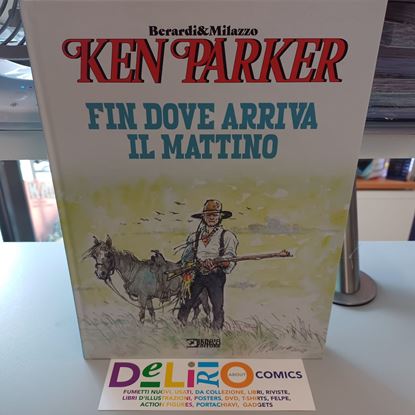 Berardi&Milazzo
KEN PARKER
FIN DOVE ARRIVA
IL MATTINO
DeLiRIO ABOUT COMICS
FUMETTI NUOVI, USATI, DA COLLEZIONE, LIBRI, RIVISTE,
LIBRI D'ILLUSTRAZIONI, POSTERS, DVD, T-SHIRTS, FELPE,
ACTION FIGURES, PORTACHIAVI, GADGETS